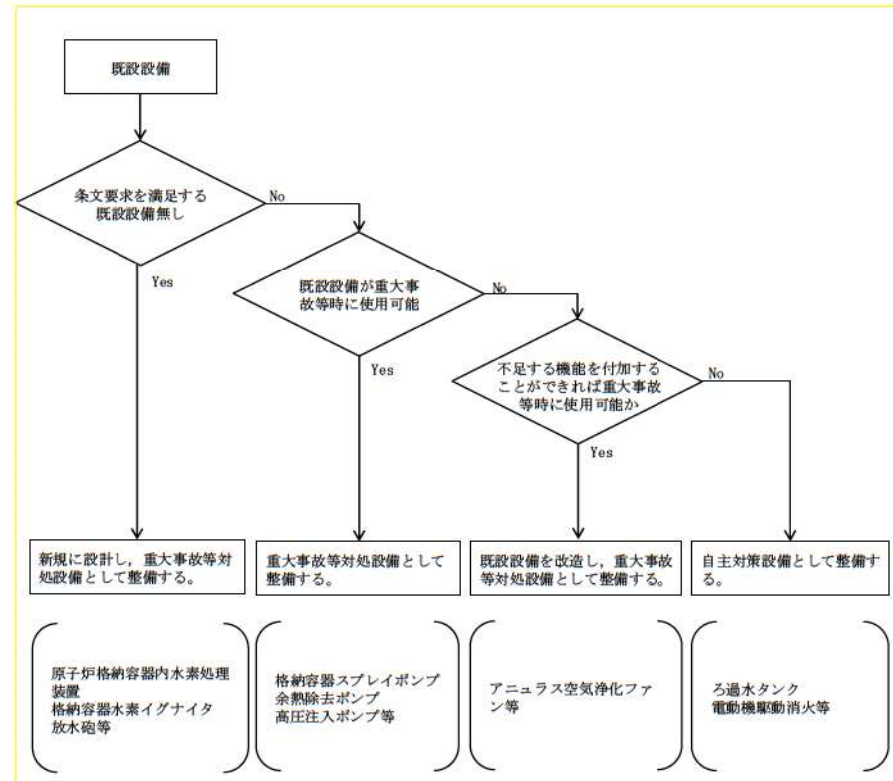 既設設備
条文要求を満足する
既設設備無し
No
Yes
既設設備が重大事
故等時に使用可能
No
Yes
不足する機能を付加する
ことができれば重大事故
等時に使用可能か
No
Yes
新規に設計し，重大事故等対
処設備として整備する。
重大事故等対処設備として
整備する。
既設設備を改造し，重大事故
等対処設備として整備する。
自主対策設備として整備す
る。
原子炉格納容器内水素処理
装置
格納容器水素イグナイタ
放水砲等
格納容器スプレイポンプ
余熱除去ポンプ
高圧注入ポンプ等
アニュラス空気浄化ファ
ン等
ろ過水タンク
電動機駆動消火等